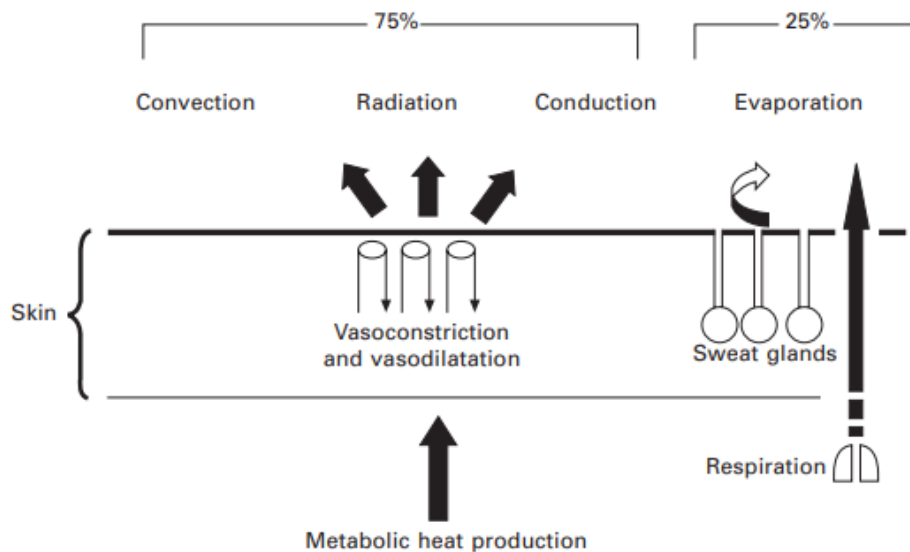 75%
25%
Convection
Radiation
Conduction
Evaporation
Skin
Vasoconstriction
and vasodilatation
Sweat glands
Respiration
Metabolic heat production